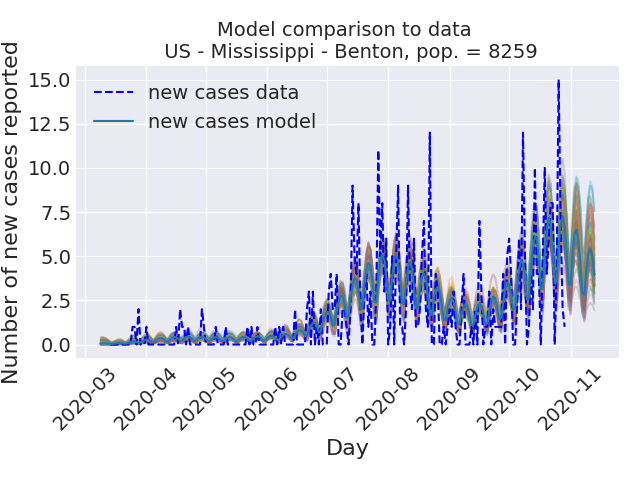 Model comparison to data
US - Mississippi - Benton, pop. = 8259
Number of new cases reported
15.0
12.5
10.0
7.5
5.0
2.5
0.0
new cases data
new cases model
2020-03
2020-04
2020-05
2020-06
2020-07
2020-08
2020-09
2020-10
2020-11
Day